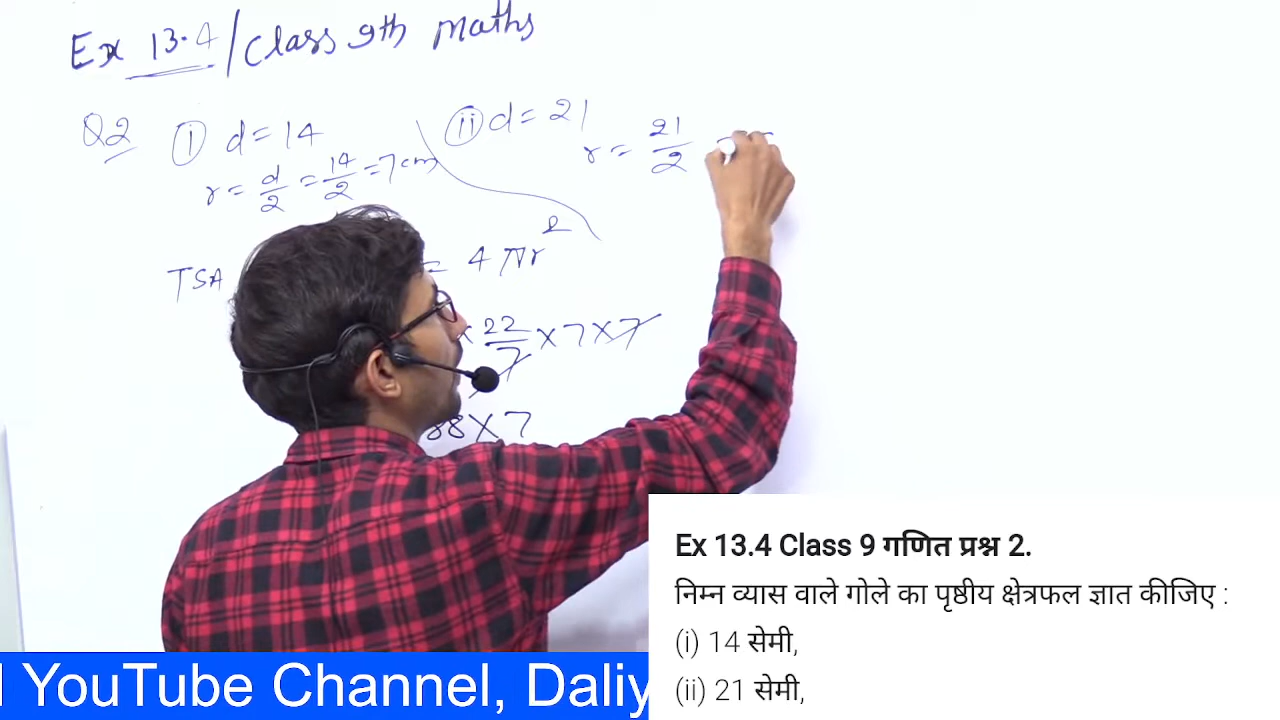 Ex 13.4/Class 9th maths
Q2 (i) d = 14
r = d/2 = 14/2 = 7cm
(ii) d = 21
r = 21/2
TSA = 4πr²
× 22/7 × 7 × 7
88 × 7
Ex 13.4 Class 9 गणित प्रश्न 2.
निम्न व्यास वाले गोले का पृष्ठीय क्षेत्रफल ज्ञात कीजिए :
(i) 14 सेमी,
(ii) 21 सेमी,
YouTube Channel, Daliy